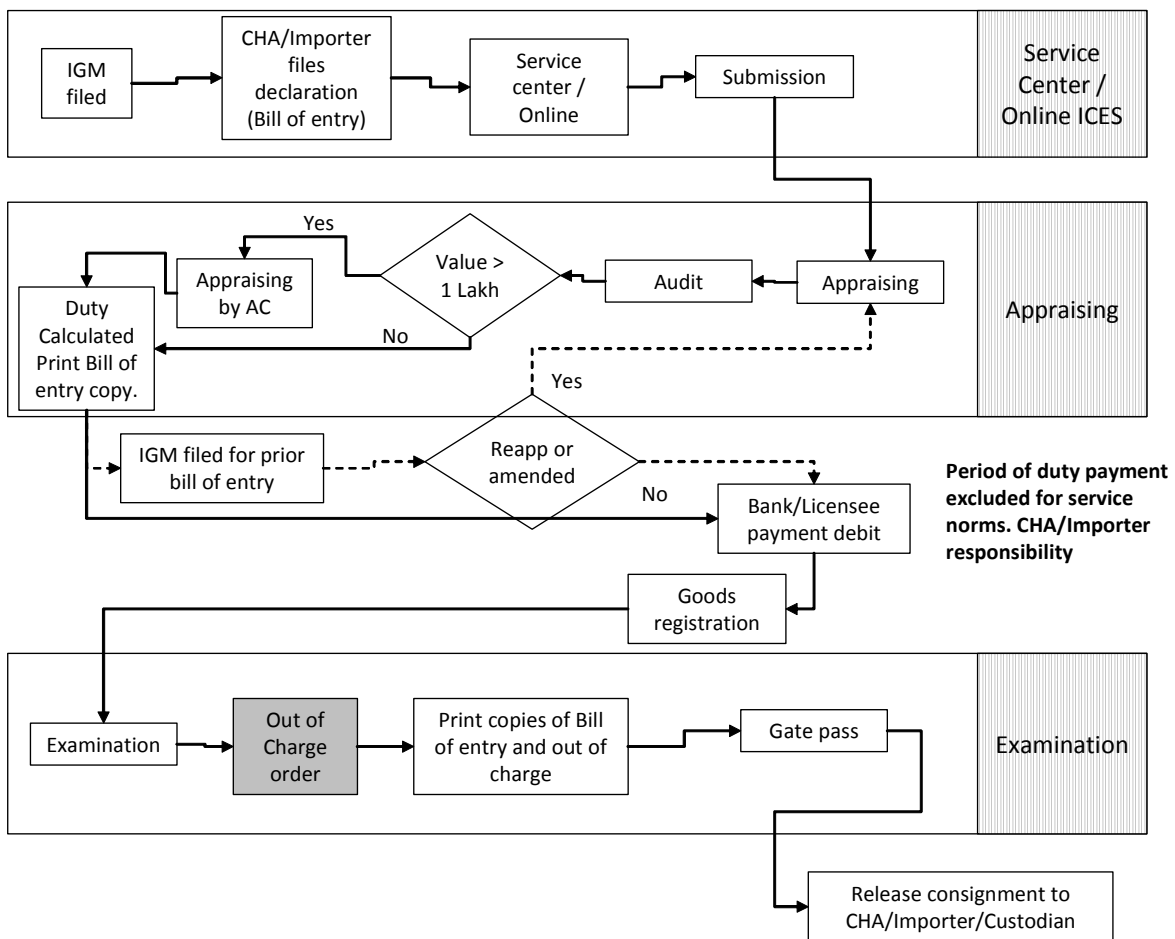 IGM
filed
CHA/Importer
files
declaration
(Bill of entry)
Service
center /
Online
Submission
Service
Center /
Online ICES
Yes
Value >
1 Lakh
Audit
Appraising
Appraising
by AC
Duty
Calculated
Print Bill of
entry copy.
No
Appraising
Yes
IGM filed for prior
bill of entry
Reapp or
amended
No
Bank/Licensee
payment debit
Period of duty payment
excluded for service
norms. CHA/Importer
responsibility
Goods
registration
Examination
Out of
Charge
order
Print copies of Bill
of entry and out of
charge
Gate pass
Examination
Release consignment to
CHA/Importer/Custodian